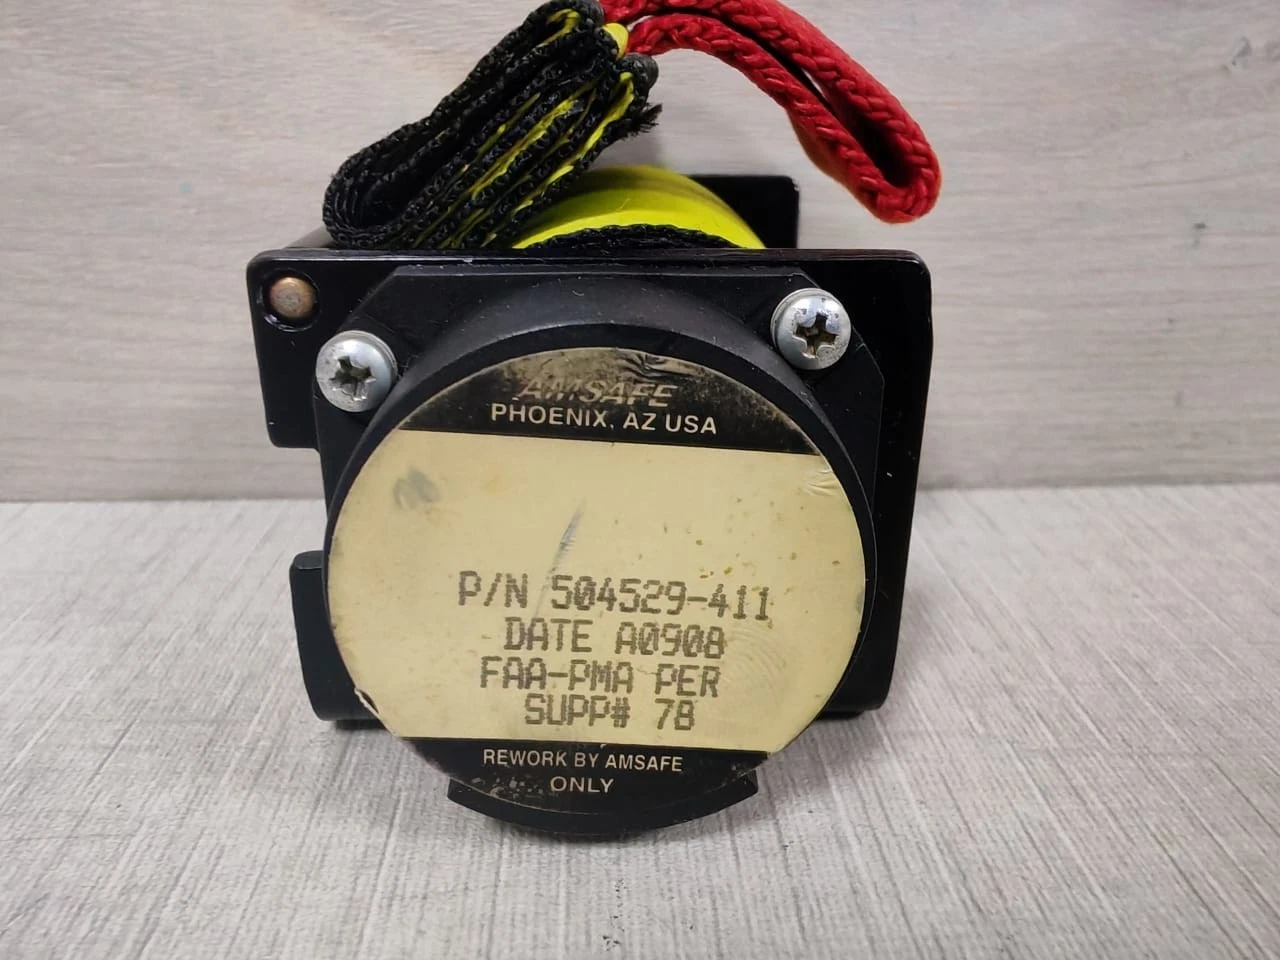 AMSAFE
PHOENIX, AZ USA
P/N 504529-411
DATE A0908
FAA-PMA PER
SUPP# 78
REWORK BY AMSAFE
ONLY